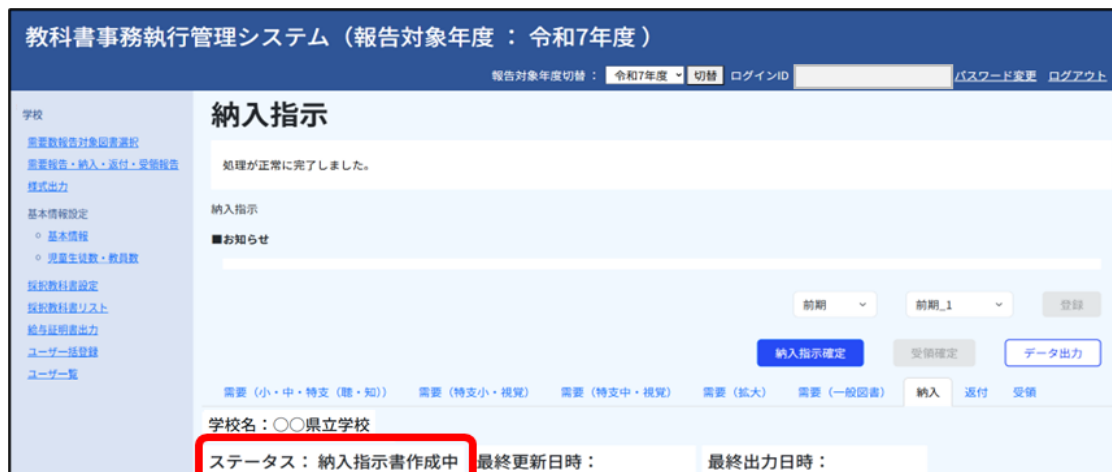 教科書事務執行管理システム（報告対象年度 ： 令和7年度 ）
報告対象年度切替 ： 令和7年度 切替 ログインID パスワード変更 ログアウト
学校
需要数報告対象図書選択
需要報告・納入・返付・受領報告
様式出力
基本情報設定
基本情報
児童生徒数・教員数
採択教科書設定
採択教科書リスト
給与証明書出力
ユーザー括登録
ユーザー覧
納入指示
処理が正常に完了しました。
納入指示
■お知らせ
前期 前期_1 登録
納入指示確定 受領確定 データ出力
需要（小・中・特支（聴・知）） 需要（特支小・視覚） 需要（特支中・視覚） 需要（拡大） 需要（一般図書） 納入 返付 受領
学校名：〇〇県立学校
ステータス： 納入指示書作成中 最終更新日時： 最終出力日時：